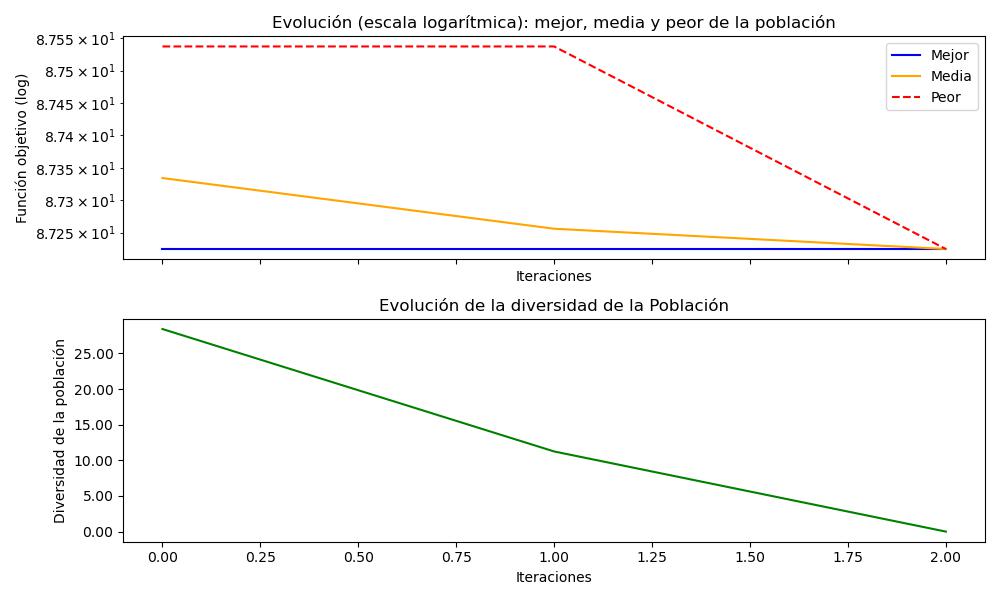 Evolución (escala logarítmica): mejor, media y peor de la población
8.755 × 10¹
8.75 × 10¹
8.745 × 10¹
8.74 × 10¹
8.735 × 10¹
8.73 × 10¹
8.725 × 10¹
Función objetivo (log)
Mejor
Media
Peor
Iteraciones
Evolución de la diversidad de la Población
25.00
20.00
15.00
10.00
5.00
0.00
Diversidad de la población
0.00 0.25 0.50 0.75 1.00 1.25 1.50 1.75 2.00
Iteraciones